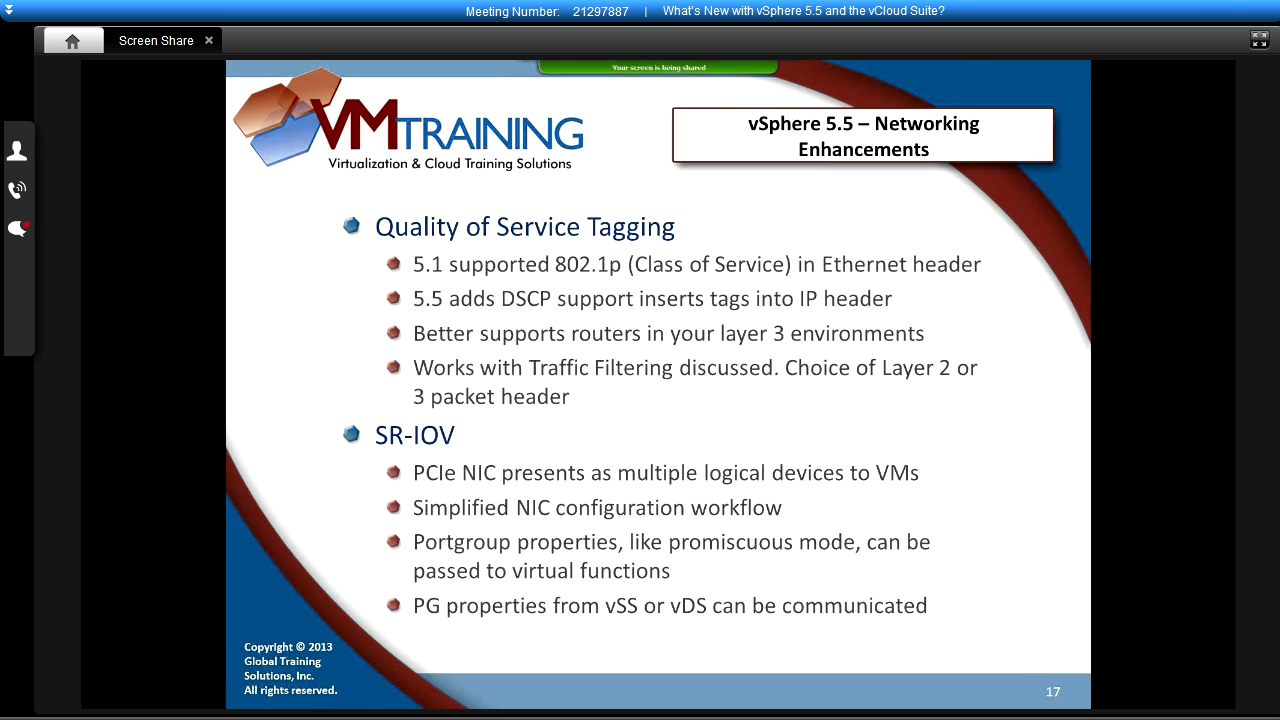 Meeting Number: 21297887 | What's New with vSphere 5.5 and the vCloud Suite?
Screen Share ×
Your screen is being shared
VMTRAINING
Virtualization & Cloud Training Solutions
vSphere 5.5 – Networking
Enhancements
Quality of Service Tagging
5.1 supported 802.1p (Class of Service) in Ethernet header
5.5 adds DSCP support inserts tags into IP header
Better supports routers in your layer 3 environments
Works with Traffic Filtering discussed. Choice of Layer 2 or
3 packet header
SR-IOV
PCIe NIC presents as multiple logical devices to VMs
Simplified NIC configuration workflow
Portgroup properties, like promiscuous mode, can be
passed to virtual functions
PG properties from vSS or vDS can be communicated
Copyright © 2013
Global Training
Solutions, Inc.
All rights reserved.
17